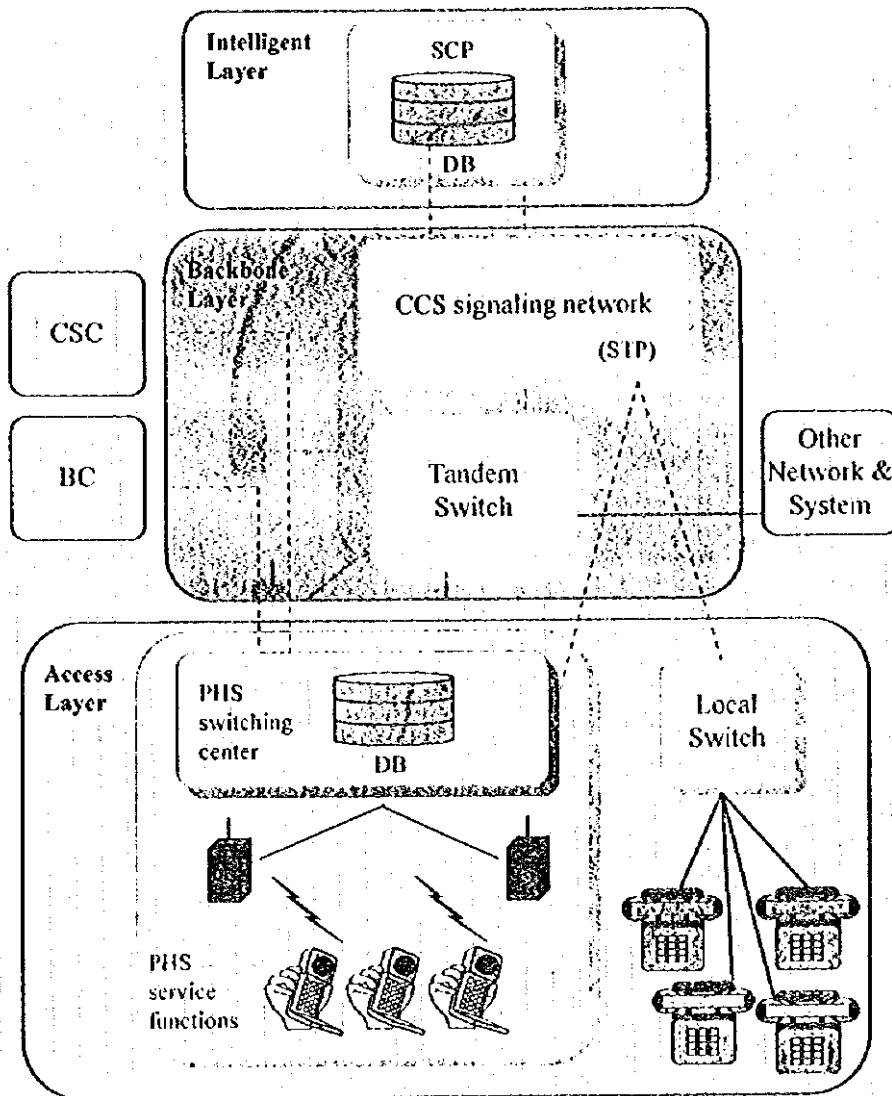 Intelligent
Layer
SCP
DB
Backbone
Layer
CCS signaling network
(STP)
CSC
BC
Tandem
Switch
Other
Network &
System
Access
Layer
PHS
switching
center
DB
Local
Switch
PHS
service
functions